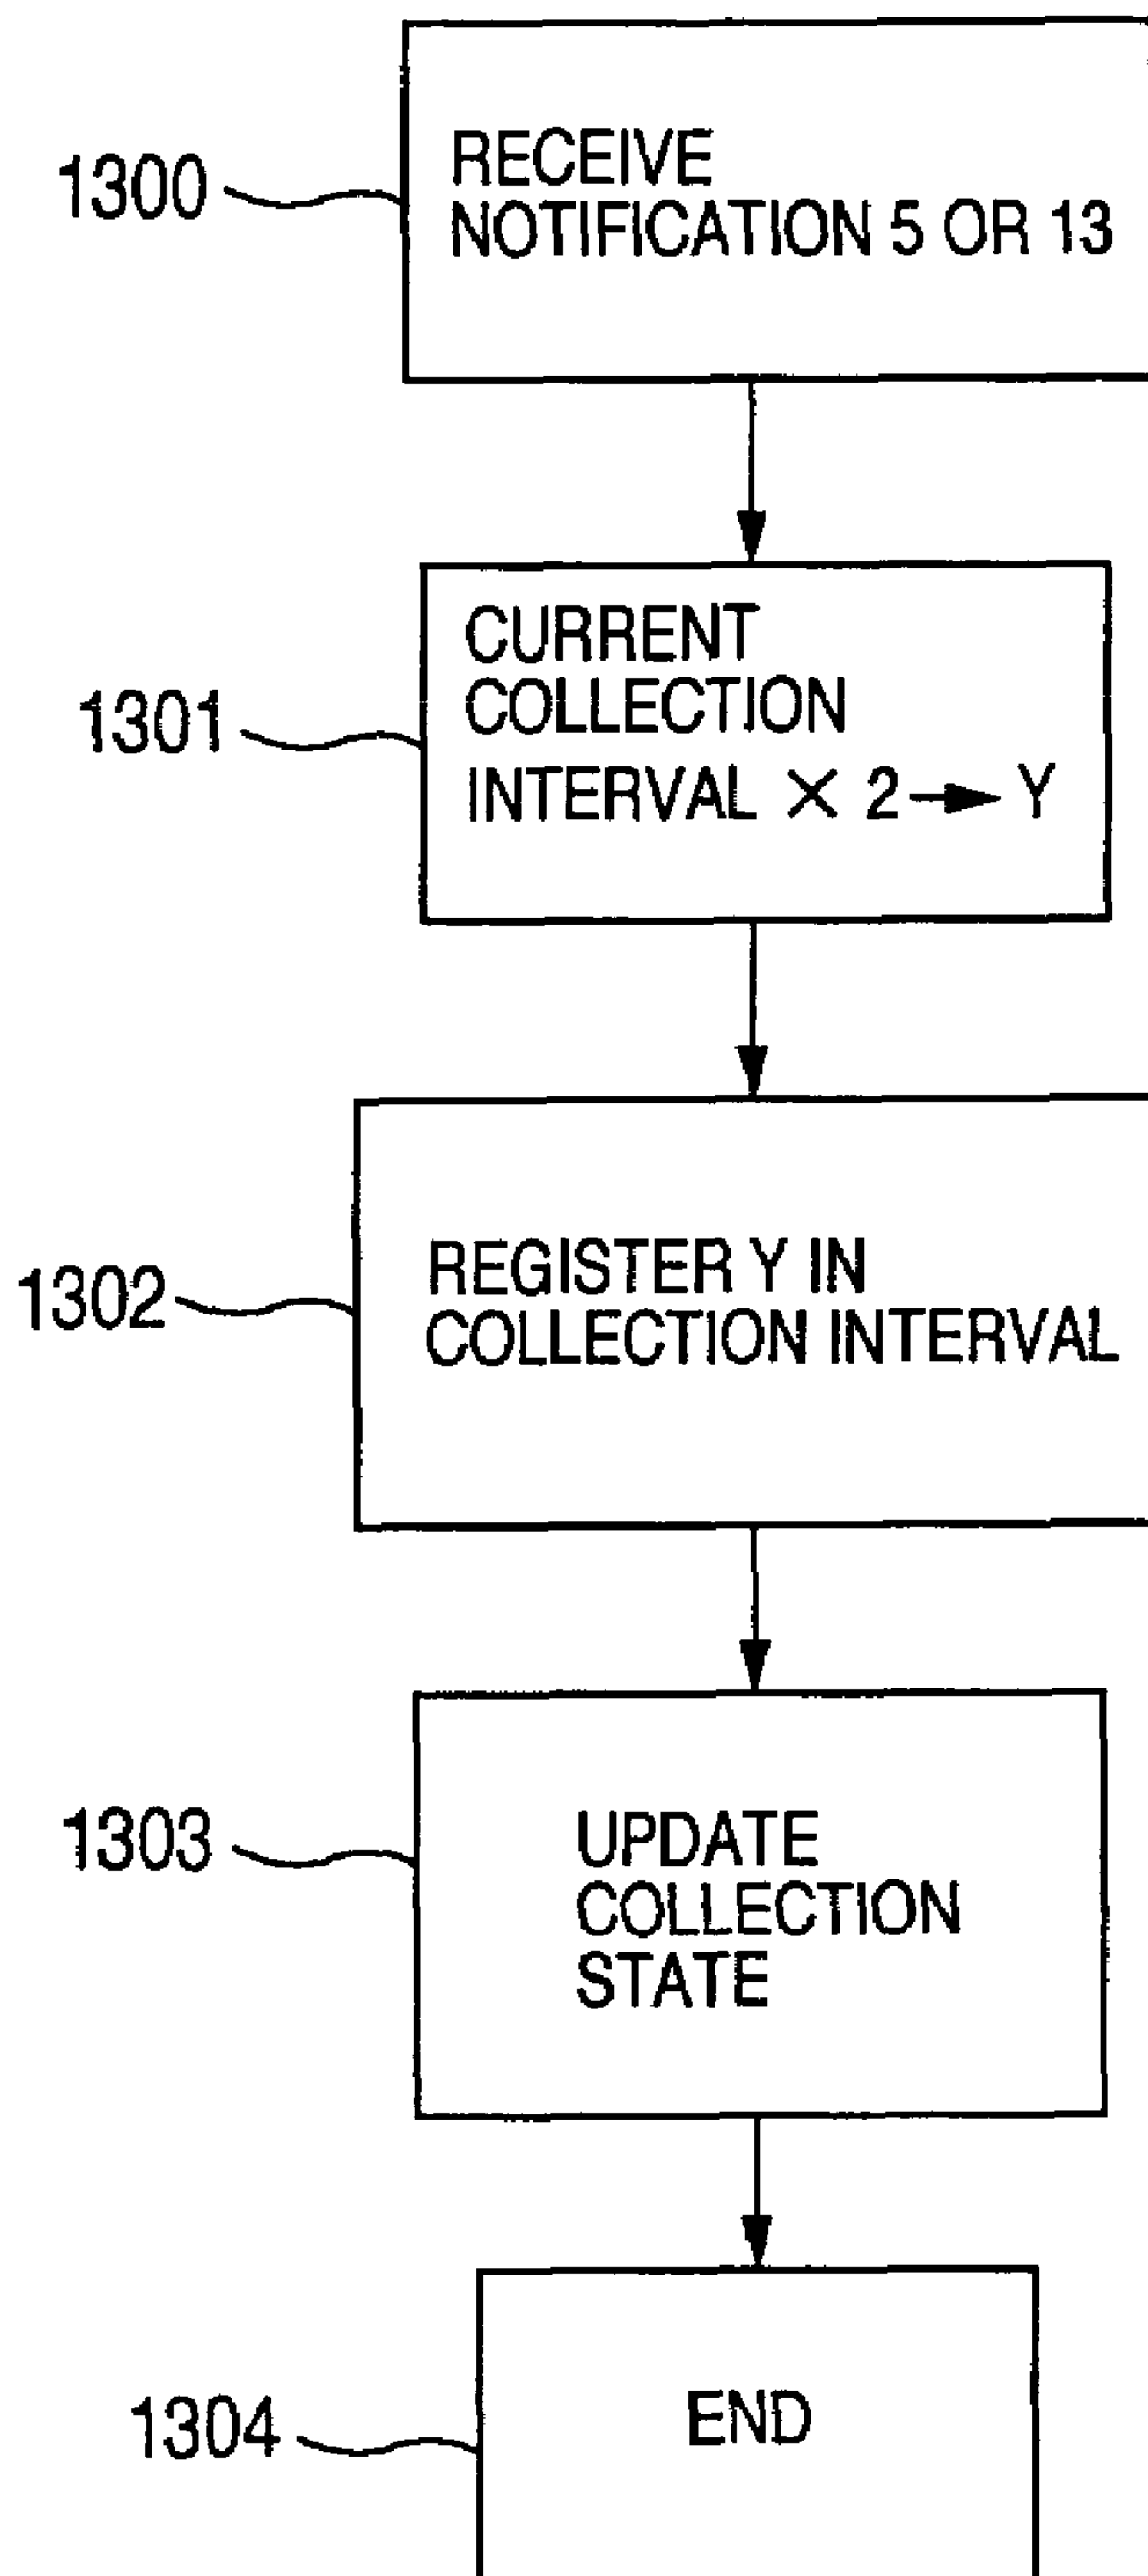 1300
RECEIVE
NOTIFICATION 5 OR 13
1301
CURRENT
COLLECTION
INTERVAL × 2 → Y
1302
REGISTER Y IN
COLLECTION INTERVAL
1303
UPDATE
COLLECTION
STATE
1304
END